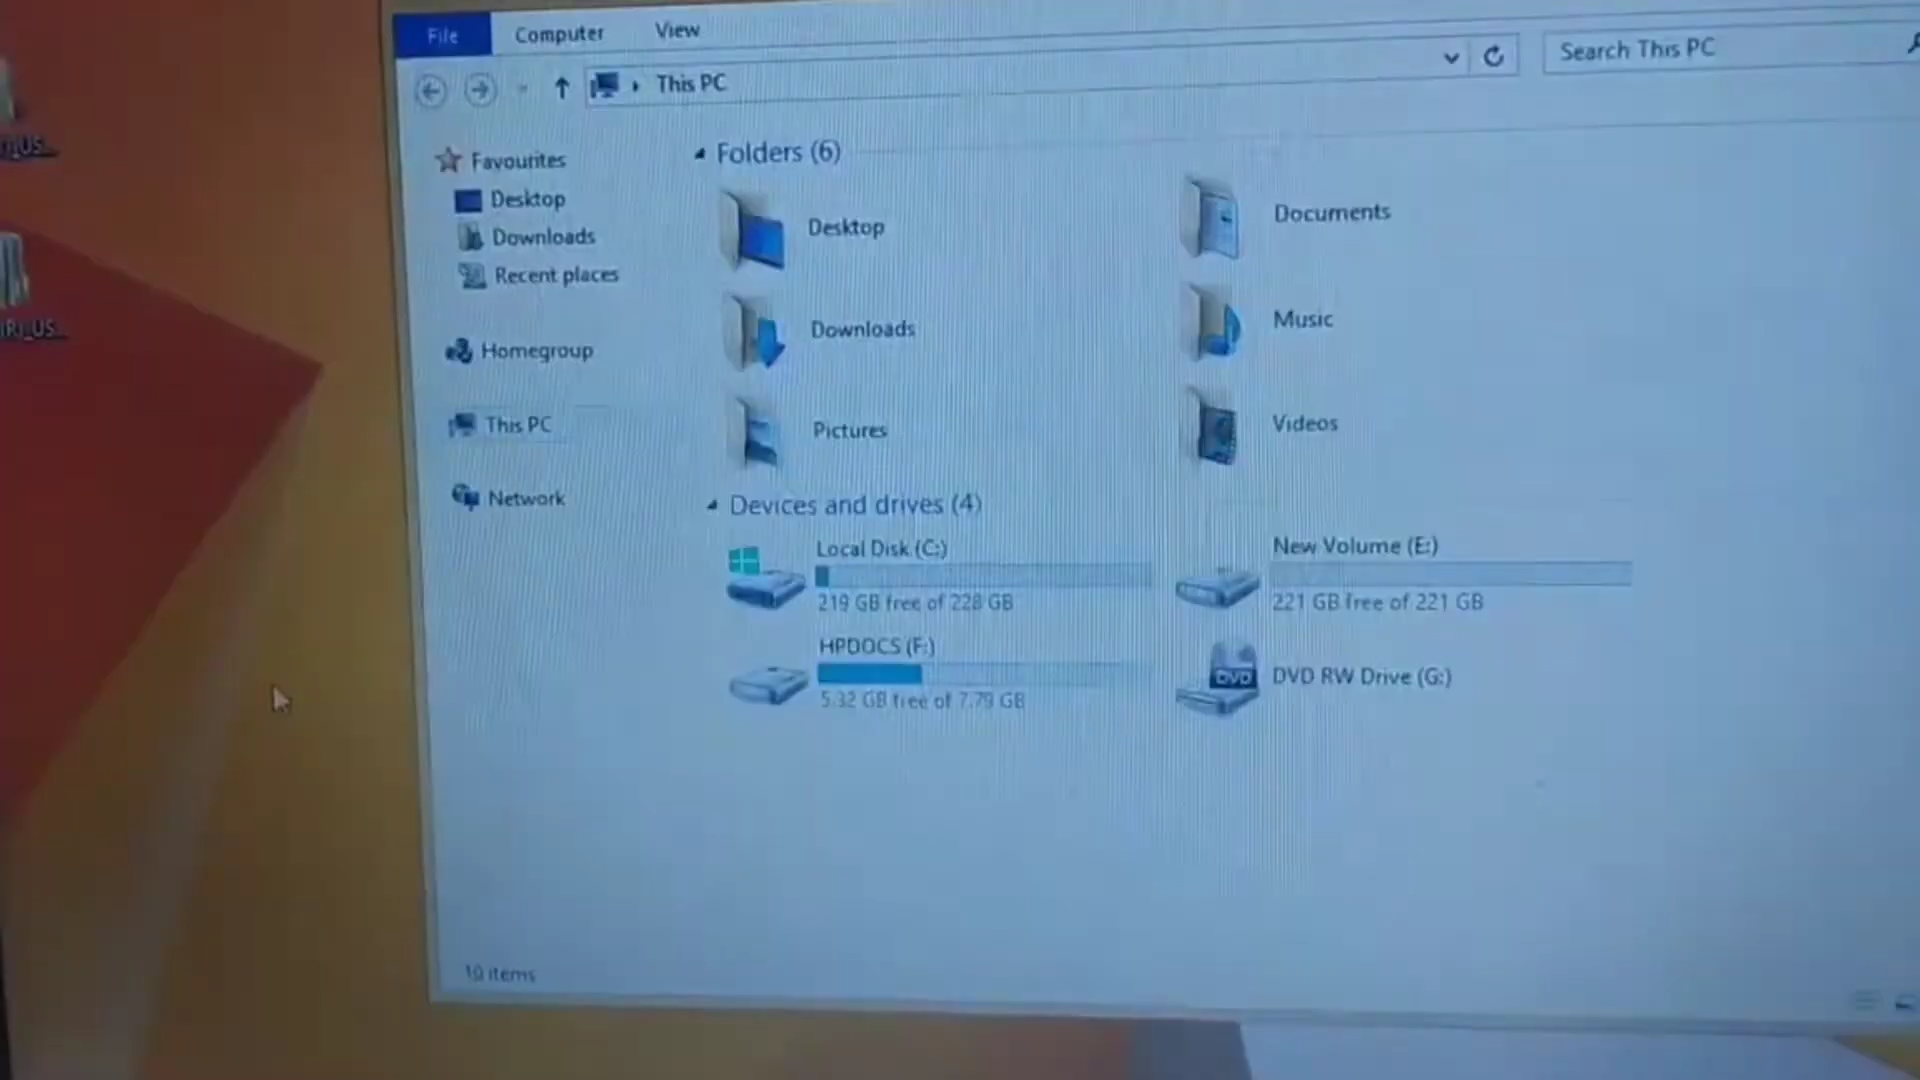 File Computer View
This PC
Search This PC
Favourites
Desktop
Downloads
Recent places
Homegroup
This PC
Network
Folders (6)
Desktop
Documents
Downloads
Music
Pictures
Videos
Devices and drives (4)
Local Disk (C:)
219 GB free of 228 GB
New Volume (E:)
221 GB free of 221 GB
HPDOCS (F:)
5.32 GB free of 7.79 GB
DVD
DVD RW Drive (G:)
10 items